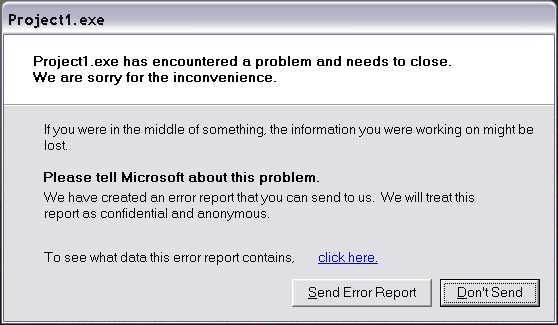 Project1.exe
Project1.exe has encountered a problem and needs to close.
We are sorry for the inconvenience.
If you were in the middle of something, the information you were working on might be
lost.
Please tell Microsoft about this problem.
We have created an error report that you can send to us.  We will treat this
report as confidential and anonymous.
To see what data this error report contains, click here.
Send Error Report Don't Send